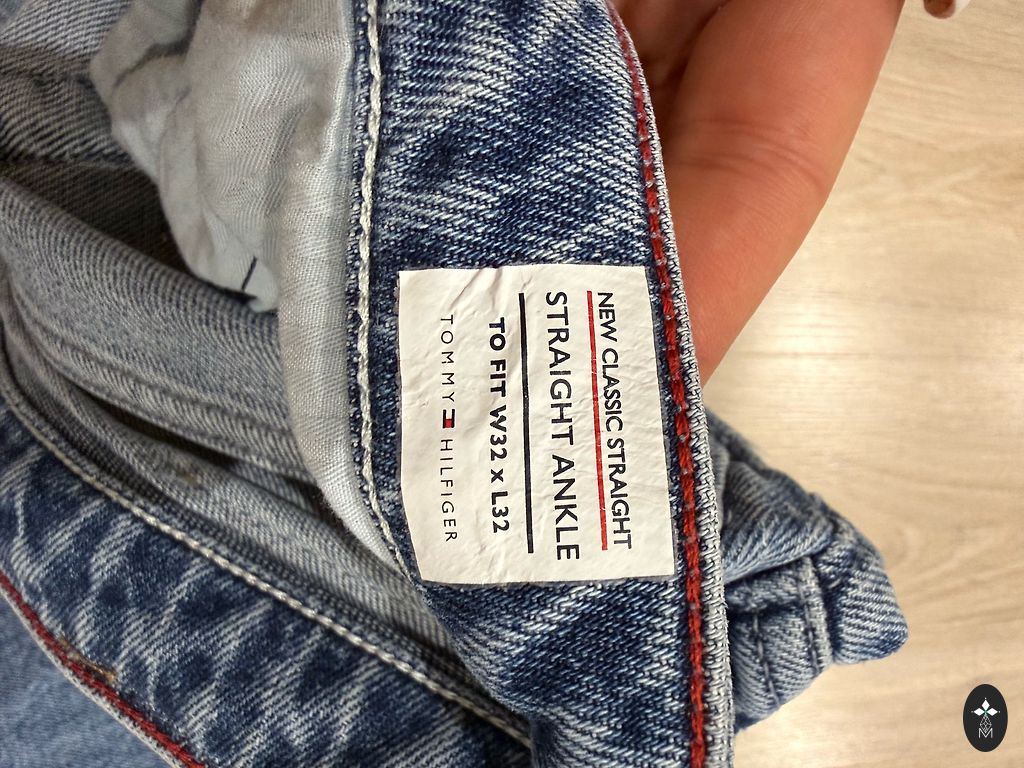 NEW CLASSIC STRAIGHT
STRAIGHT ANKLE
TO FIT W32 x L32
TOMMY HILFIGER
M